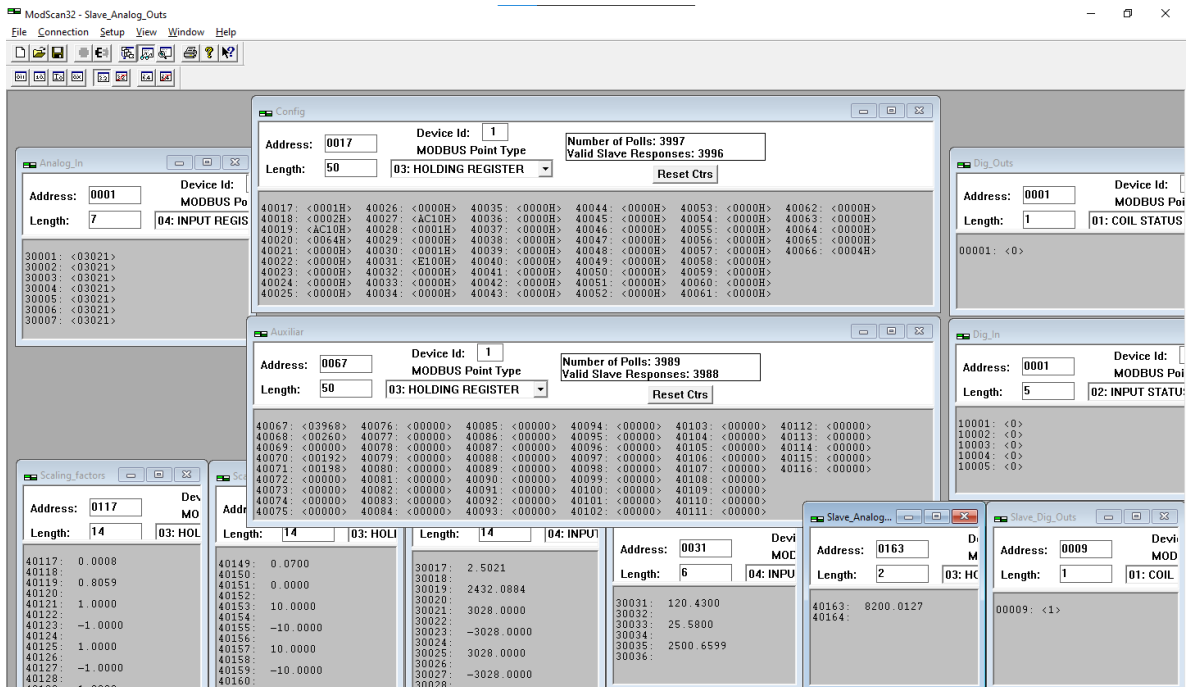 ModScan32 - Slave_Analog_Outs
File Connection Setup View Window Help
Config
Address: 0017
Device Id: 1
MODBUS Point Type
Length: 50
03: HOLDING REGISTER
Number of Polls: 3997
Valid Slave Responses: 3996
Reset Ctrs
40017: <0001H> 40026: <0000H> 40035: <0000H> 40044: <0000H> 40053: <0000H> 40062: <0000H>
40018: <0002H> 40027: <AC10H> 40036: <0000H> 40045: <0000H> 40054: <0000H> 40063: <0000H>
40019: <AC10H> 40028: <0001H> 40037: <0000H> 40046: <0000H> 40055: <0000H> 40064: <0000H>
40020: <0064H> 40029: <0000H> 40038: <0000H> 40047: <0000H> 40056: <0000H> 40065: <0000H>
40021: <0000H> 40030: <0001H> 40039: <0000H> 40048: <0000H> 40057: <0000H> 40066: <0004H>
40022: <0000H> 40031: <E100H> 40040: <0000H> 40049: <0000H> 40058: <0000H>
40023: <0000H> 40032: <0000H> 40041: <0000H> 40050: <0000H> 40059: <0000H>
40024: <0000H> 40033: <0000H> 40042: <0000H> 40051: <0000H> 40060: <0000H>
40025: <0000H> 40034: <0000H> 40043: <0000H> 40052: <0000H> 40061: <0000H>
Analog_In
Address: 0001
Device Id:
MODBUS Po
Length: 7
04: INPUT REGIS
30001: <03021>
30002: <03021>
30003: <03021>
30004: <03021>
30005: <03021>
30006: <03021>
30007: <03021>
Dig_Outs
Address: 0001
Device Id:
MODBUS Poi
Length: 1
01: COIL STATUS
00001: <0>
Auxiliar
Address: 0067
Device Id: 1
MODBUS Point Type
Length: 50
03: HOLDING REGISTER
Number of Polls: 3989
Valid Slave Responses: 3988
Reset Ctrs
40067: <03968> 40076: <00000> 40085: <00000> 40094: <00000> 40103: <00000> 40112: <00000>
40068: <00260> 40077: <00000> 40086: <00000> 40095: <00000> 40104: <00000> 40113: <00000>
40069: <00000> 40078: <00000> 40087: <00000> 40096: <00000> 40105: <00000> 40114: <00000>
40070: <00192> 40079: <00000> 40088: <00000> 40097: <00000> 40106: <00000> 40115: <00000>
40071: <00198> 40080: <00000> 40089: <00000> 40098: <00000> 40107: <00000> 40116: <00000>
40072: <00000> 40081: <00000> 40090: <00000> 40099: <00000> 40108: <00000>
40073: <00000> 40082: <00000> 40091: <00000> 40100: <00000> 40109: <00000>
40074: <00000> 40083: <00000> 40092: <00000> 40101: <00000> 40110: <00000>
40075: <00000> 40084: <00000> 40093: <00000> 40102: <00000> 40111: <00000>
Dig_In
Address: 0001
Device Id:
MODBUS Poi
Length: 5
02: INPUT STATU
10001: <0>
10002: <0>
10003: <0>
10004: <0>
10005: <0>
Scaling_factors
Address: 0117
Dev
MO
Length: 14
03: HOL
40117: 0.0008
40118:
40119: 0.8059
40120:
40121: 1.0000
40122:
40123: -1.0000
40124:
40125: 1.0000
40126:
40127: -1.0000
40128:
Sca
Addr
Length: 14
03: HOLI
40149: 0.0700
40150:
40151: 0.0000
40152:
40153: 10.0000
40154:
40155: -10.0000
40156:
40157: 10.0000
40158:
40159: -10.0000
40160:
Length: 14
04: INPUT
30017: 2.5021
30018:
30019: 2432.0884
30020:
30021: 3028.0000
30022:
30023: -3028.0000
30024:
30025: 3028.0000
30026:
30027: -3028.0000
30028:
Address: 0031
Devi
MOD
Length: 6
04: INPU
30031: 120.4300
30032:
30033: 25.5800
30034:
30035: 2500.6599
30036:
Slave_Analog...
Address: 0163
D
M
Length: 2
03: HO
40163: 8200.0127
40164:
Slave_Dig_Outs
Address: 0009
Devi
MOD
Length: 1
01: COIL
00009: <1>